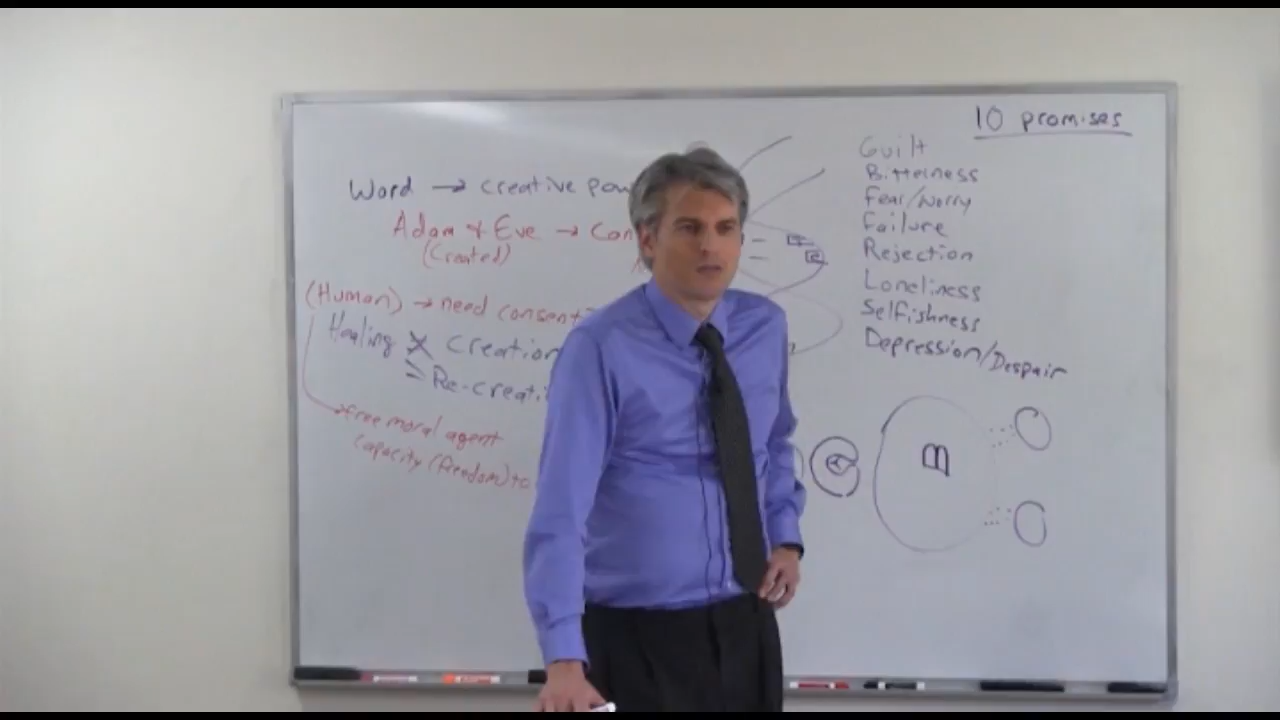 10 promises
Word → creative pow
Adam + Eve → Con
(Created)
(Human) → need consent
Healing X Creation
= Re-creati
free moral agent
capacity (freedom) to
Guilt
Bitterness
Fear/Worry
Failure
Rejection
Loneliness
Selfishness
Depression/Despair